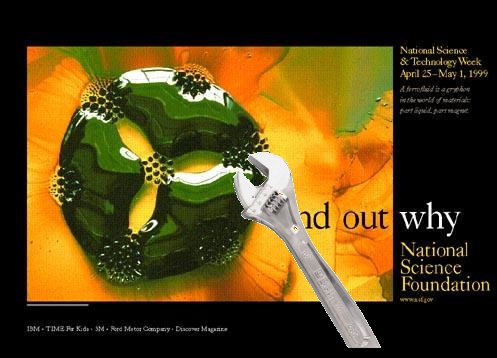 National Science
& Technology Week
April 25–May 1, 1999
A ferrofluid is a gryphon
in the world of materials:
part liquid, part magnet.
nd out why
National
Science
Foundation
www.nsf.gov
IBM • TIME For Kids • 3M • Ford Motor Company • Discover Magazine